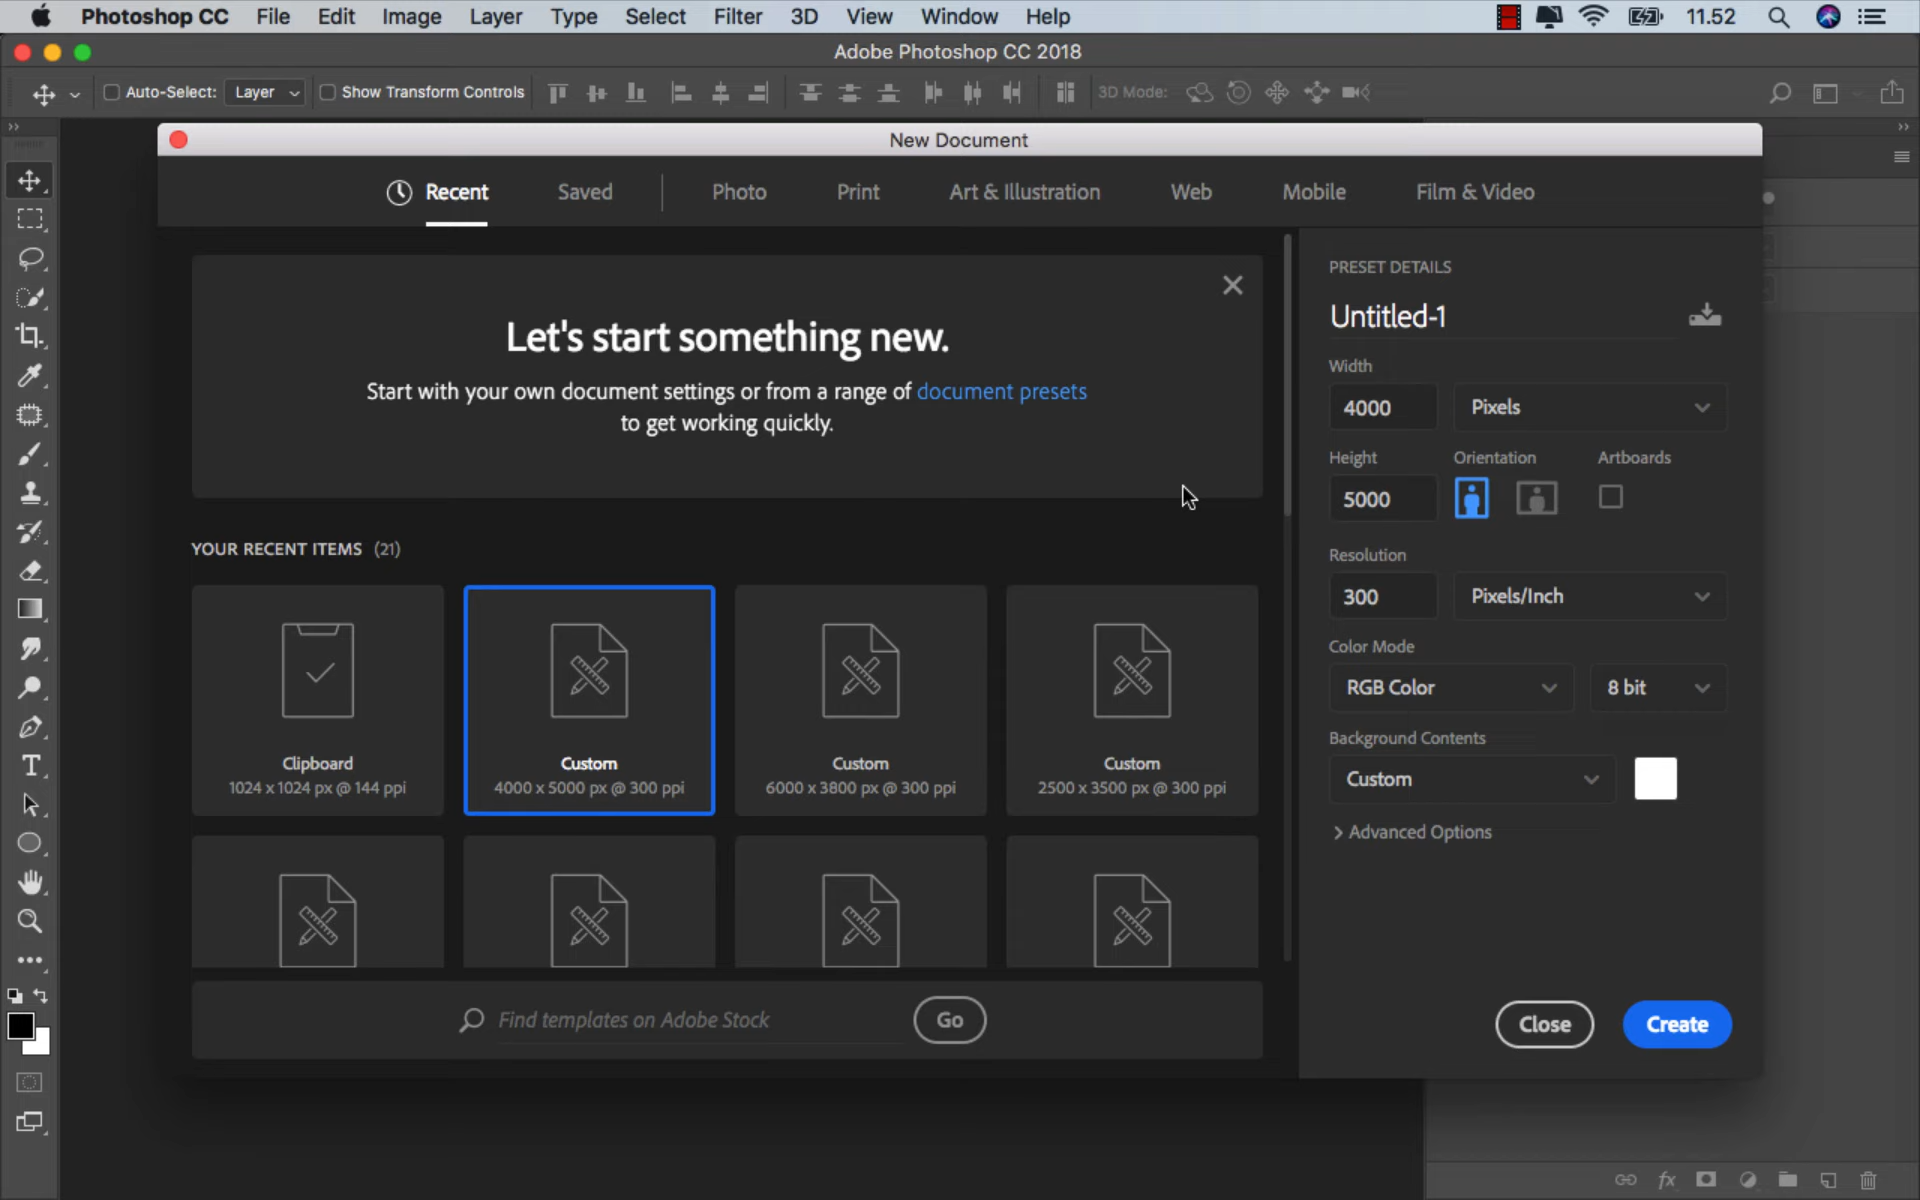 Photoshop CC File Edit Image Layer Type Select Filter 3D View Window Help 11.52
Adobe Photoshop CC 2018
Auto-Select: Layer Show Transform Controls 3D Mode:
New Document
Recent Saved Photo Print Art & Illustration Web Mobile Film & Video
Let's start something new.
Start with your own document settings or from a range of document presets
to get working quickly.
YOUR RECENT ITEMS (21)
Clipboard
1024 x 1024 px @ 144 ppi
Custom
4000 x 5000 px @ 300 ppi
Custom
6000 x 3800 px @ 300 ppi
Custom
2500 x 3500 px @ 300 ppi
Find templates on Adobe Stock Go
PRESET DETAILS
Untitled-1
Width
4000 Pixels
Height Orientation Artboards
5000
Resolution
300 Pixels/Inch
Color Mode
RGB Color 8 bit
Background Contents
Custom
Advanced Options
Close Create
T
fx